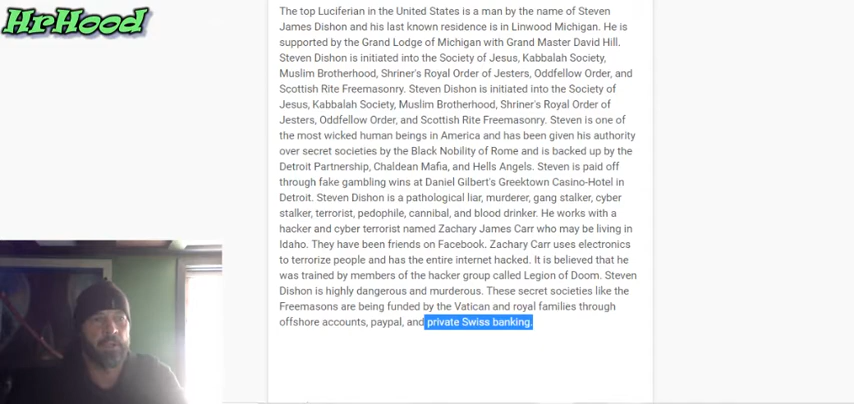 HrHood
The top Luciferian in the United States is a man by the name of Steven
James Dishon and his last known residence is in Linwood Michigan. He is
supported by the Grand Lodge of Michigan with Grand Master David Hill.
Steven Dishon is initiated into the Society of Jesus, Kabbalah Society,
Muslim Brotherhood, Shriner's Royal Order of Jesters, Oddfellow Order, and
Scottish Rite Freemasonry. Steven Dishon is initiated into the Society of
Jesus, Kabbalah Society, Muslim Brotherhood, Shriner's Royal Order of
Jesters, Oddfellow Order, and Scottish Rite Freemasonry. Steven is one of
the most wicked human beings in America and has been given his authority
over secret societies by the Black Nobility of Rome and is backed up by the
Detroit Partnership, Chaldean Mafia, and Hells Angels. Steven is paid off
through fake gambling wins at Daniel Gilbert's Greektown Casino-Hotel in
Detroit. Steven Dishon is a pathological liar, murderer, gang stalker, cyber
stalker, terrorist, pedophile, cannibal, and blood drinker. He works with a
hacker and cyber terrorist named Zachary James Carr who may be living in
Idaho. They have been friends on Facebook. Zachary Carr uses electronics
to terrorize people and has the entire internet hacked. It is believed that he
was trained by members of the hacker group called Legion of Doom. Steven
Dishon is highly dangerous and murderous. These secret societies like the
Freemasons are being funded by the Vatican and royal families through
offshore accounts, paypal, and private Swiss banking.